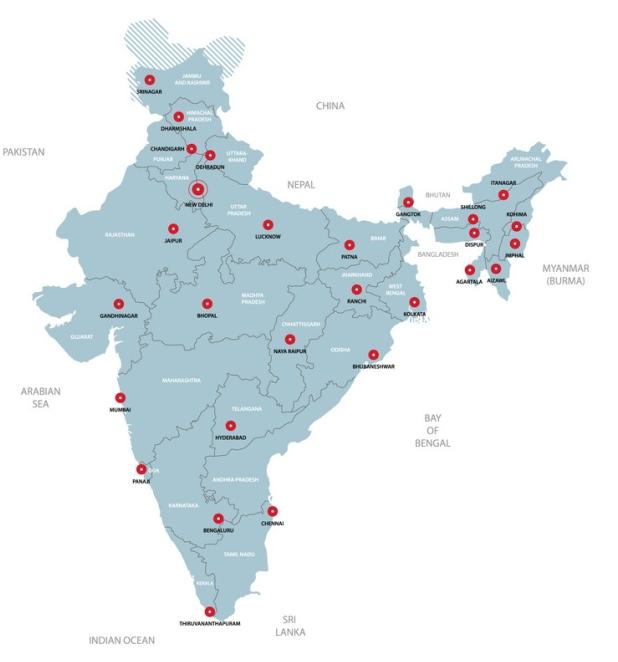 JAMMU
AND KASHMIR
SRINAGAR
CHINA
HIMACHAL
PRADESH
DHARMSHALA
CHANDIGARH
PAKISTAN
PUNJAB
UTTARA-
KHAND
DEHRADUN
ARUNACHAL
PRADESH
HARYANA
NEPAL
ITANAGAR
BHUTAN
NEW DELHI
UTTAR
PRADESH
SHILLONG
GANGTOK
KOHIMA
ASSAN
RAJASTHAN
JAIPUR
LUCKNOW
BIHAR
DISPUR
PATNA
BANGLADESH
IMPHAL
MYANMAR
(BURMA)
JHARKHAND
AGARTALA
AIZAWL
WEST
BENGAL
MADHYA
PRADESH
RANCHI
GANDHINAGAR
BHOPAL
KOLKATA
CHHATTISGARH
GUJARAT
NAYA RAIPUR
ODISHA
BHUBANESHWAR
MAHARASHTRA
ARABIAN
SEA
MUMBAI
TELANGANA
BAY
OF
BENGAL
HYDERABAD
GOA
PANAJI
ANDHRA PRADESH
KARNATAKA
BENGALURU
CHENNAI
TAMIL NADU
KERALA
THIRUVANANTHAPURAM
SRI
LANKA
INDIAN OCEAN